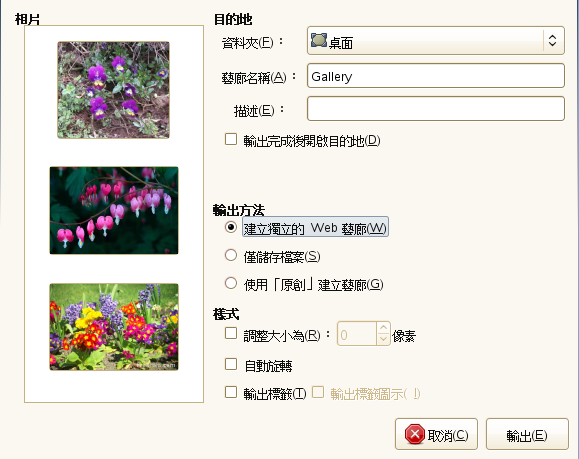 相片
目的地
資料夾(F)：
桌面
藝廊名稱(A)：
Gallery
描述(E)：
輸出完成後開啟目的地(D)
輸出方法
建立獨立的 Web 藝廊(W)
僅儲存檔案(S)
使用「原創」建立藝廊(G)
樣式
調整大小為(R)：
0
像素
自動旋轉
輸出標籤(T)
輸出標籤圖示( I)
取消(C)
輸出(E)